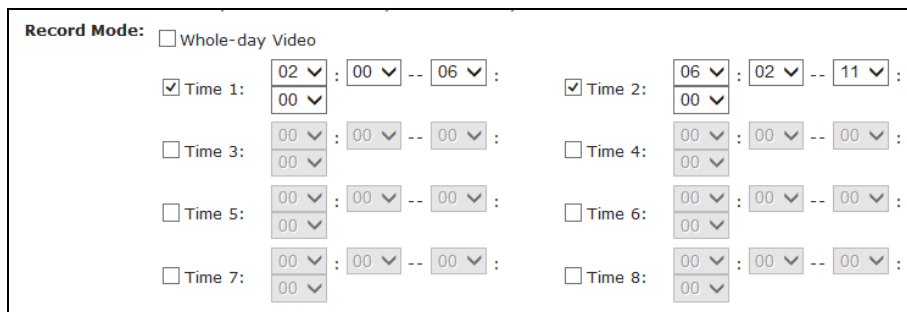 Record Mode: Whole-day Video
Time 1: 02 : 00 -- 06 : 00
Time 2: 06 : 02 -- 11 : 00
Time 3: 00 : 00 -- 00 : 00
Time 4: 00 : 00 -- 00 : 00
Time 5: 00 : 00 -- 00 : 00
Time 6: 00 : 00 -- 00 : 00
Time 7: 00 : 00 -- 00 : 00
Time 8: 00 : 00 -- 00 : 00